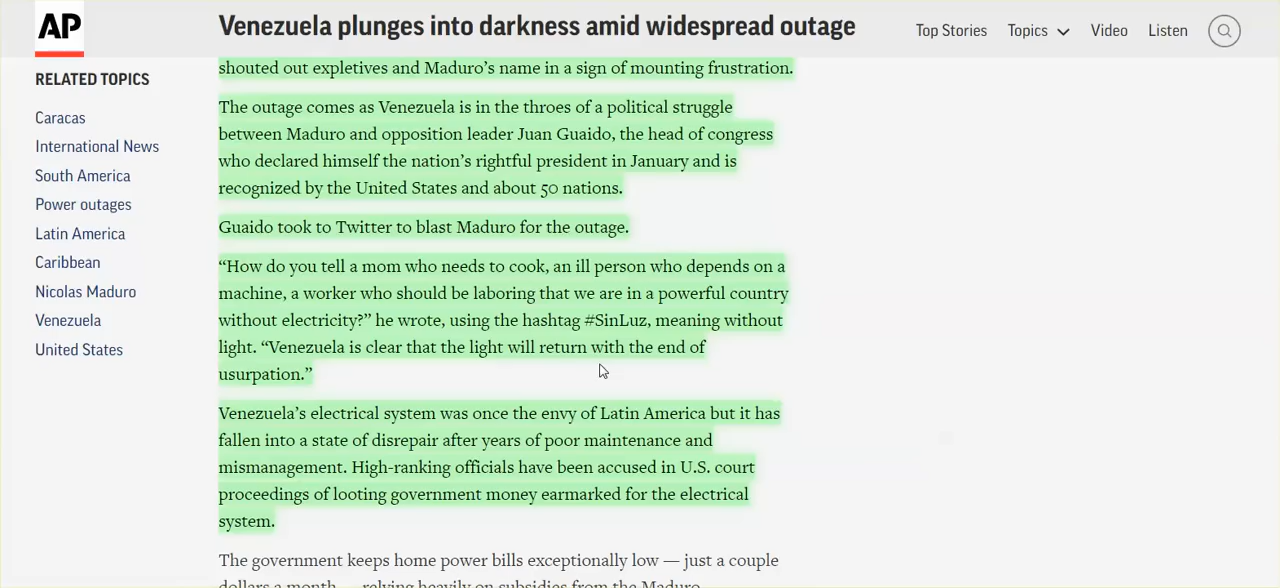 AP
Venezuela plunges into darkness amid widespread outage
Top Stories
Topics
Video
Listen
RELATED TOPICS
Caracas
International News
South America
Power outages
Latin America
Caribbean
Nicolas Maduro
Venezuela
United States
shouted out expletives and Maduro’s name in a sign of mounting frustration.
The outage comes as Venezuela is in the throes of a political struggle
between Maduro and opposition leader Juan Guaido, the head of congress
who declared himself the nation’s rightful president in January and is
recognized by the United States and about 50 nations.
Guaido took to Twitter to blast Maduro for the outage.
“How do you tell a mom who needs to cook, an ill person who depends on a
machine, a worker who should be laboring that we are in a powerful country
without electricity?” he wrote, using the hashtag #SinLuz, meaning without
light. “Venezuela is clear that the light will return with the end of
usurpation.”
Venezuela’s electrical system was once the envy of Latin America but it has
fallen into a state of disrepair after years of poor maintenance and
mismanagement. High-ranking officials have been accused in U.S. court
proceedings of looting government money earmarked for the electrical
system.
The government keeps home power bills exceptionally low — just a couple
dollars a month — relying heavily on subsidies from the Maduro